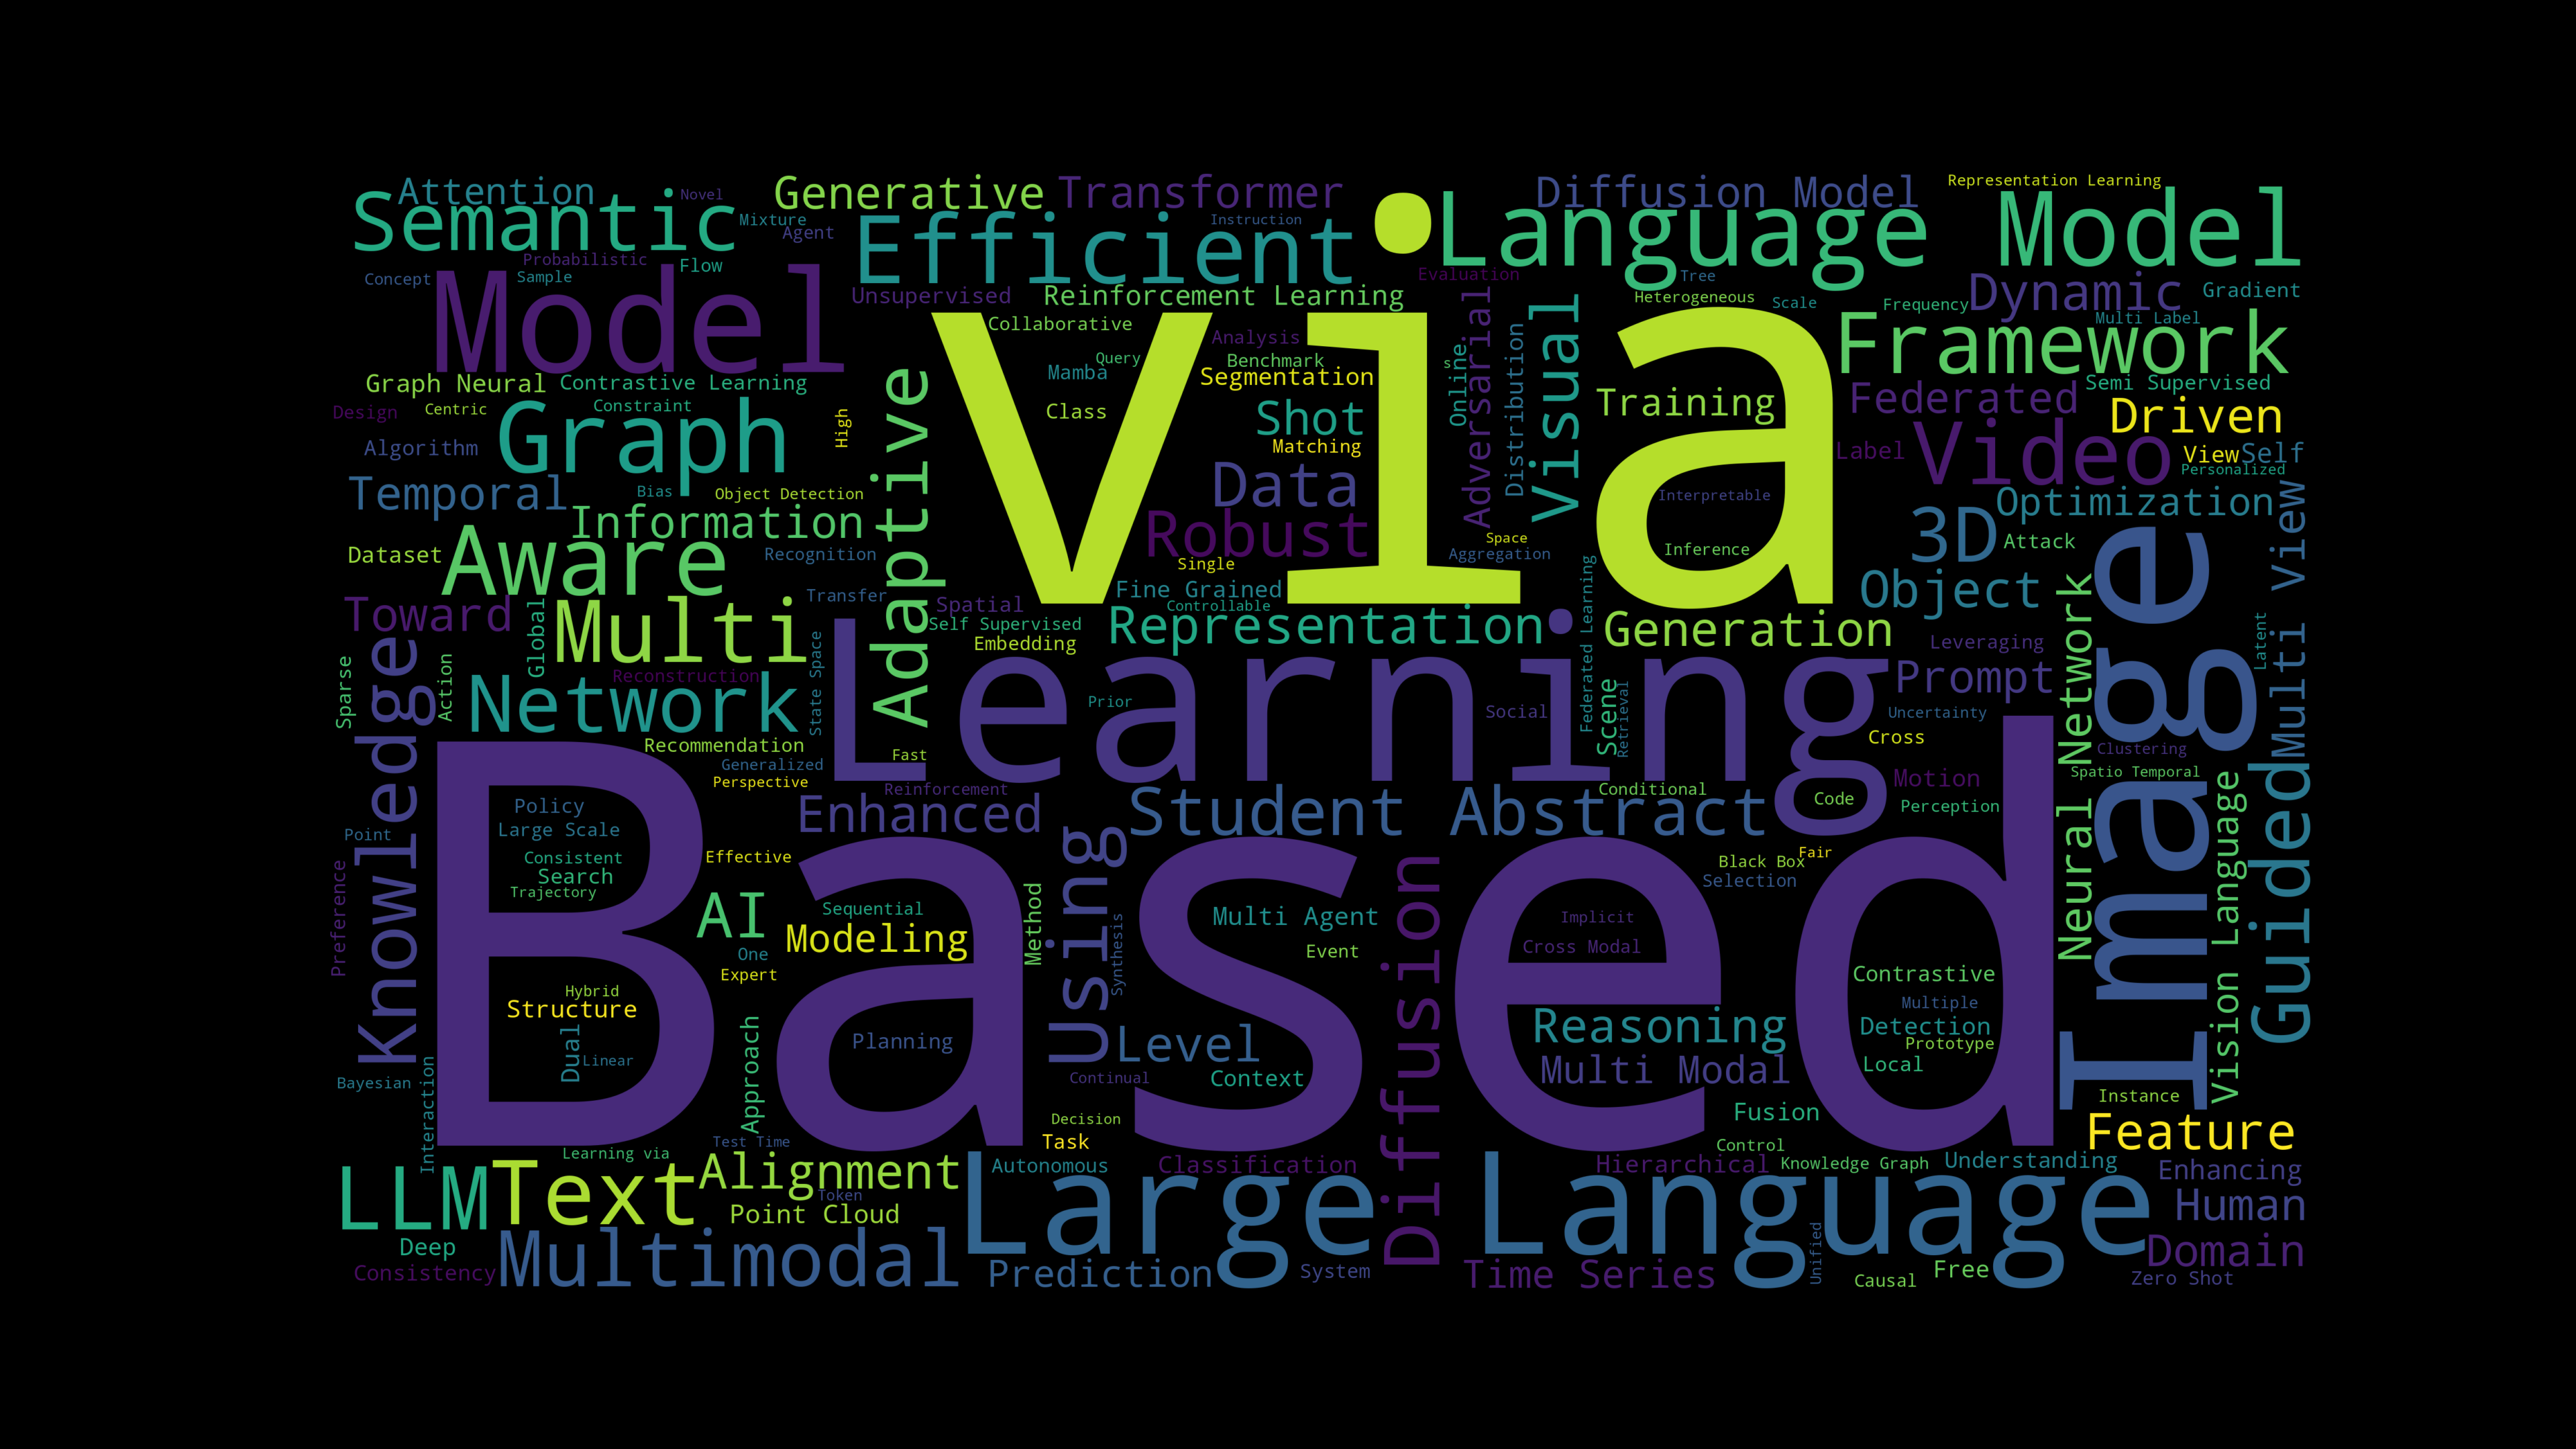 Attention
Novel
Generative
Transformer
Diffusion Model
Representation Learning
Semantic
Mixture
Agent
Efficient
Instruction
Language Model
Probabilistic
Flow
Concept
Sample
Model
Unsupervised
Reinforcement Learning
Evaluation
Tree
Heterogeneous
Scale
Frequency
Dynamic
Gradient
Multi Label
via
Collaborative
Analysis
Query
Benchmark
Mamba
Segmentation
Class
Shot
Matching
s
Online
Adversarial
Distribution
Visual
Training
Framework
Semi Supervised
Federated
Driven
Graph Neural
Contrastive Learning
Design
Centric
Constraint
High
Algorithm
Graph
Adaptive
Label
Video
View
Self
Personalized
Temporal
Bias
Object Detection
Data
Interpretable
Optimization
Multi View
Information
Robust
Dataset
Aware
Recognition
Single
Space
Aggregation
Inference
3D
Attack
Image
Toward
Global
Multi
Transfer
Spatial
Fine Grained
Controllable
Self Supervised
Embedding
Representation
Federated Learning
Generation
Object
Leveraging
Latent
Neural Network
Sparse
Knowledge
Action
Network
Reconstruction
State Space
Learning
Prior
Social
Scene
Retrieval
Prompt
Uncertainty
Cross
Clustering
Recommendation
Generalized
Perspective
Fast
Reinforcement
Conditional
Code
Motion
Perception
Spatio Temporal
Vision Language
Guided
Enhanced
Student Abstract
Policy
Point
Large Scale
Consistent
Search
Trajectory
Effective
Using
Black Box
Fair
Selection
Preference
Based
AI
Sequential
Modeling
One
Expert
Method
Synthesis
Multi Agent
Event
Diffusion
Implicit
Cross Modal
Contrastive
Multiple
Detection
Prototype
Local
Hybrid
Structure
Dual
Linear
Approach
Planning
Level
Continual
Context
Reasoning
Multi Modal
Bayesian
Interaction
Decision
Task
Test Time
Fusion
Control
Instance
Feature
Learning via
LLM
Text
Alignment
Token
Point Cloud
Autonomous
Classification
Large Language
Hierarchical
Knowledge Graph
Understanding
Enhancing
Human
Deep
Consistency
Multimodal
Prediction
System
Time Series
Unified
Causal
Free
Domain
Zero Shot